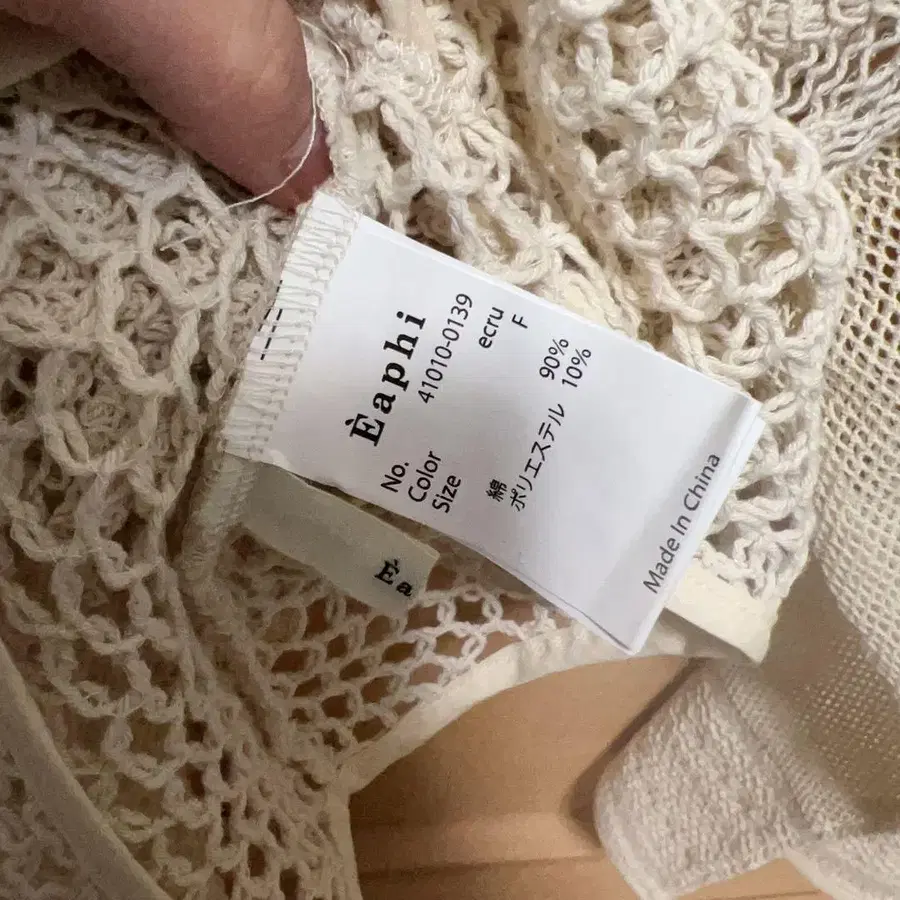 Èaphi
No. 41010-0139
Color ecru
Size F
綿 90%
ポリエステル 10%
Made In China
Èa